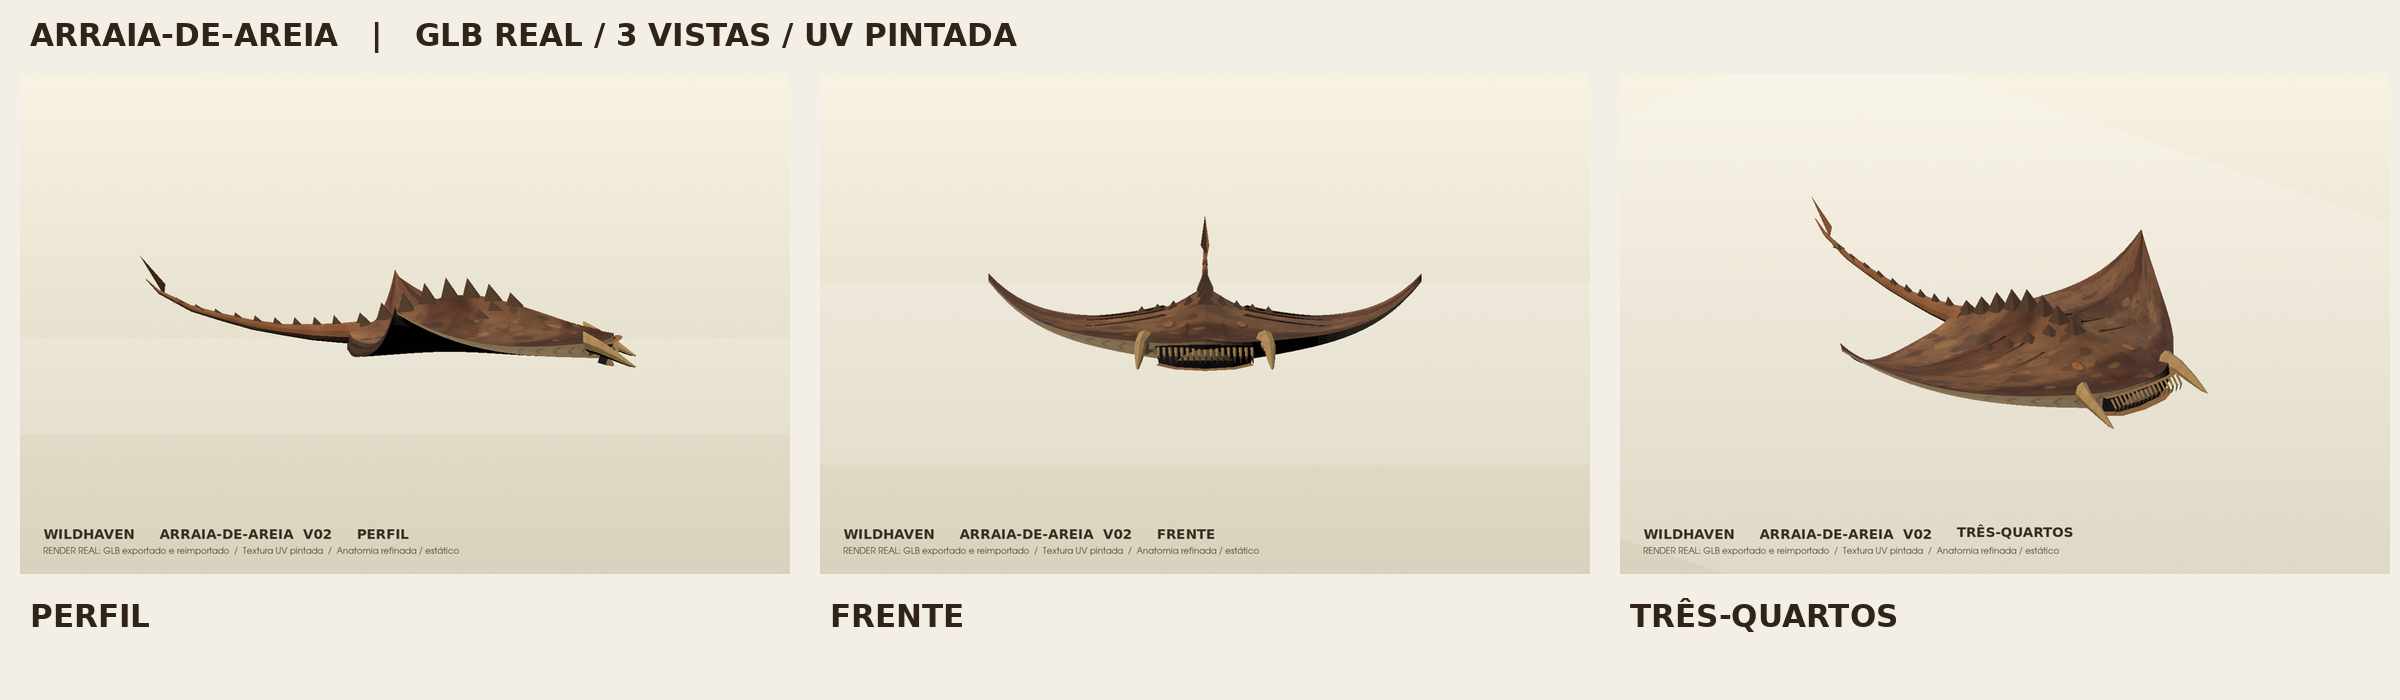 ARRAIA-DE-AREIA | GLB REAL / 3 VISTAS / UV PINTADA
WILDHAVEN ARRAIA-DE-AREIA V02 PERFIL
RENDER REAL: GLB exportado e reimportado / Textura UV pintada / Anatomia refinada / estático
WILDHAVEN ARRAIA-DE-AREIA V02 FRENTE
RENDER REAL: GLB exportado e reimportado / Textura UV pintada / Anatomia refinada / estático
WILDHAVEN ARRAIA-DE-AREIA V02 TRÊS-QUARTOS
RENDER REAL: GLB exportado e reimportado / Textura UV pintada / Anatomia refinada / estático
PERFIL
FRENTE
TRÊS-QUARTOS